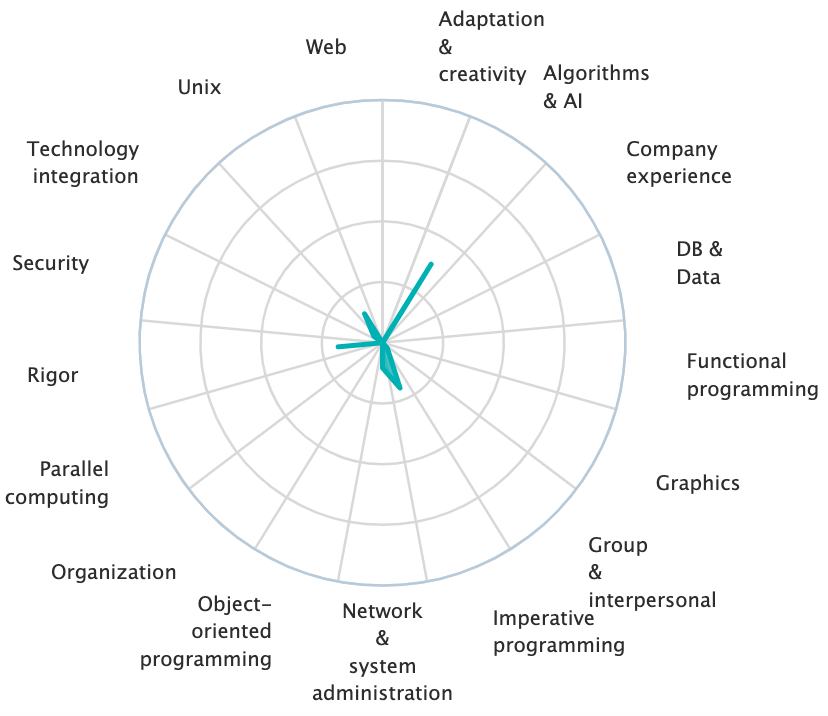 Adaptation
&
creativity
Algorithms
& AI
Company
experience
DB &
Data
Functional
programming
Graphics
Group
&
interpersonal
Imperative
programming
Network
&
system
administration
Object-
oriented
programming
Organization
Parallel
computing
Rigor
Security
Technology
integration
Unix
Web